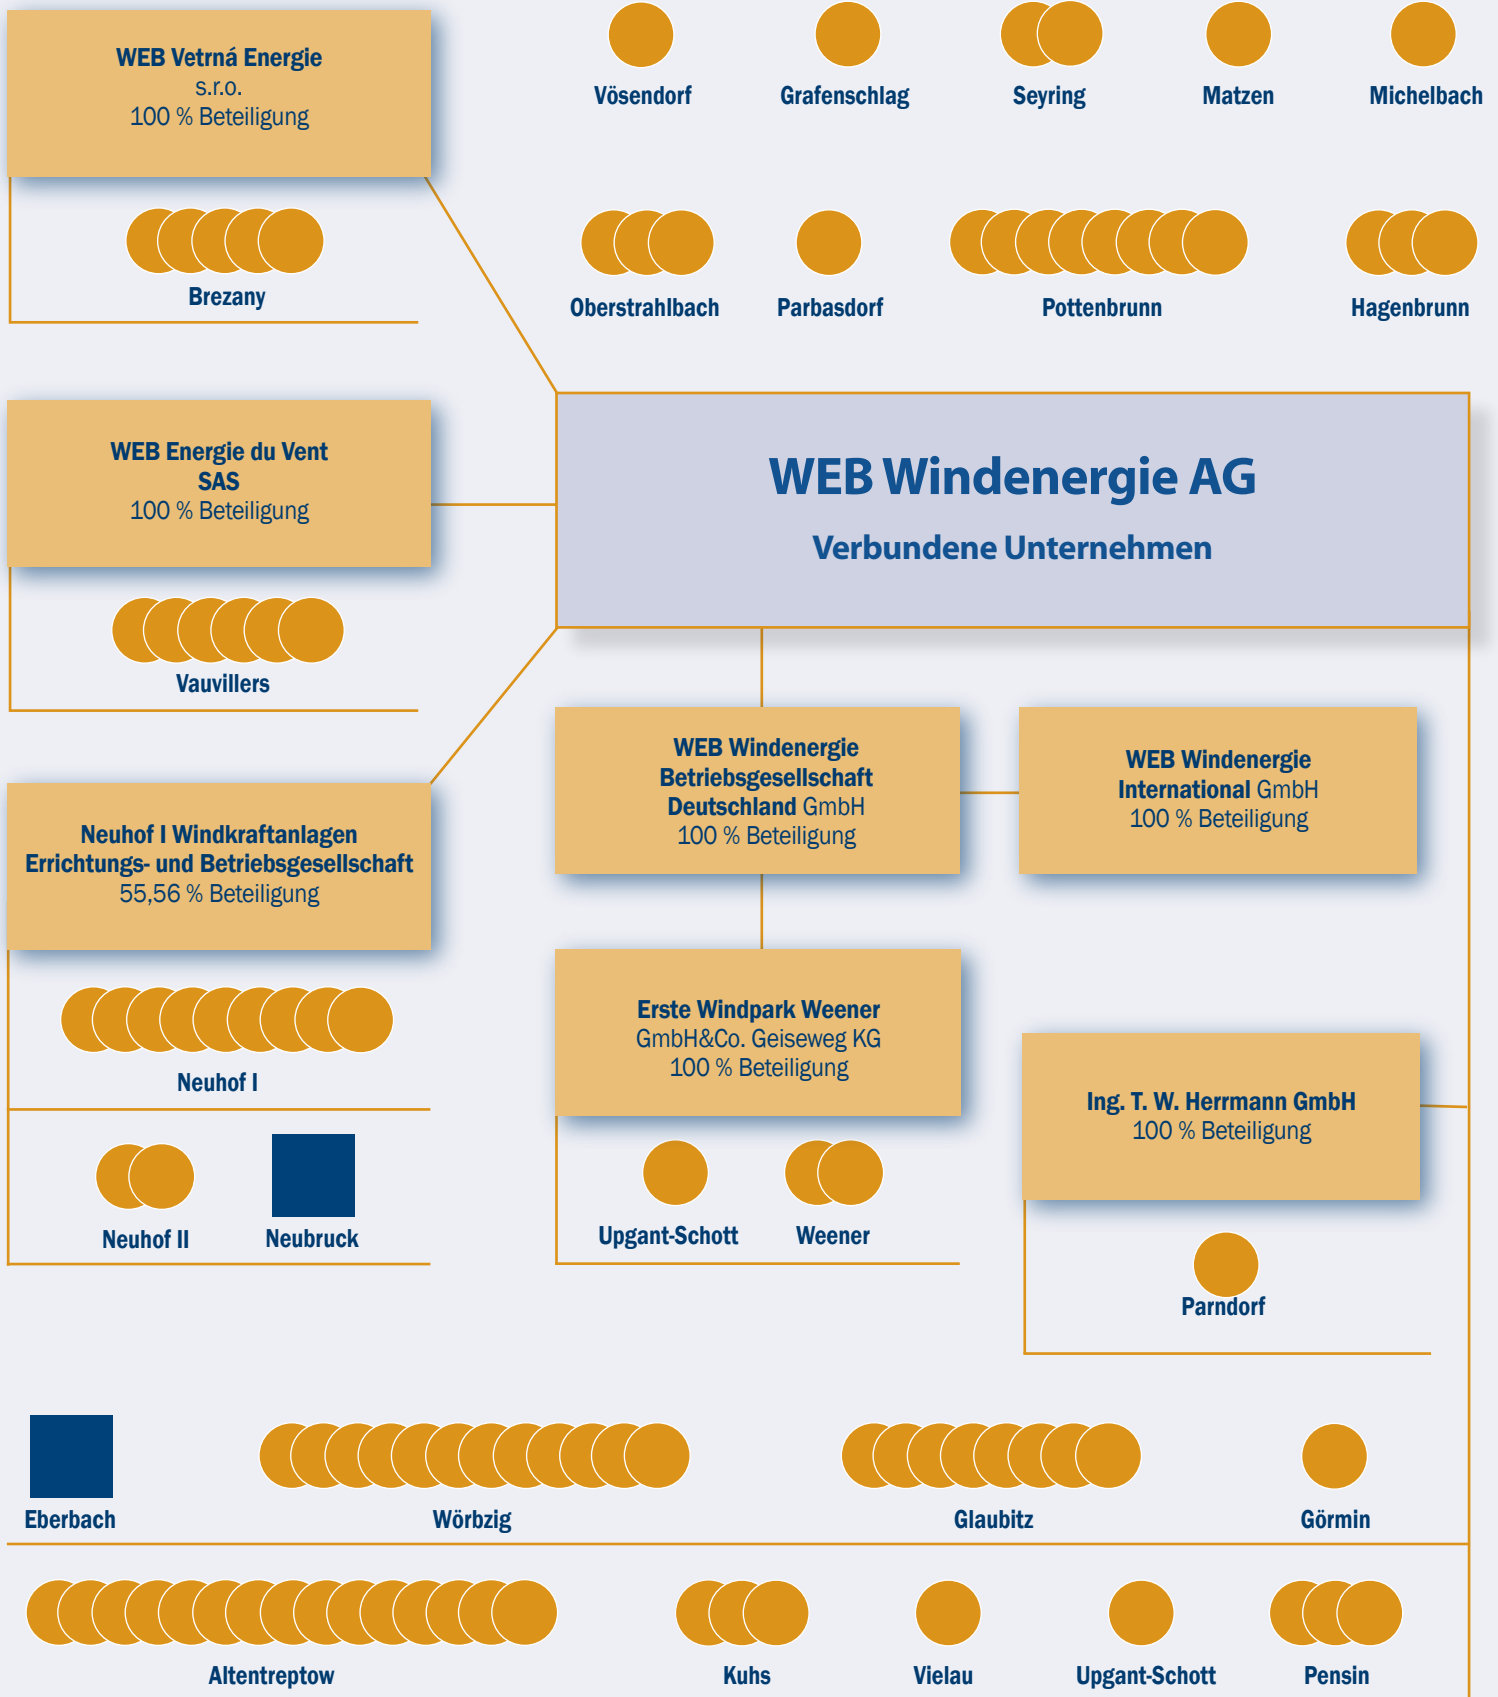 WEB Vetrná Energie
s.r.o.
100 % Beteiligung
Brezany
Vösendorf
Grafenschlag
Seyring
Matzen
Michelbach
Oberstrahlbach
Parbasdorf
Pottenbrunn
Hagenbrunn
WEB Energie du Vent
SAS
100 % Beteiligung
Vauvillers
WEB Windenergie AG
Verbundene Unternehmen
Neuhof I Windkraftanlagen
Errichtungs- und Betriebsgesellschaft
55,56 % Beteiligung
Neuhof I
Neuhof II
Neubruck
WEB Windenergie
Betriebsgesellschaft
Deutschland GmbH
100 % Beteiligung
WEB Windenergie
International GmbH
100 % Beteiligung
Erste Windpark Weener
GmbH&Co. Geiseweg KG
100 % Beteiligung
Upgant-Schott
Weener
Ing. T. W. Herrmann GmbH
100 % Beteiligung
Parndorf
Eberbach
Wörbzig
Glaubitz
Görmin
Altentreptow
Kuhs
Vielau
Upgant-Schott
Pensin